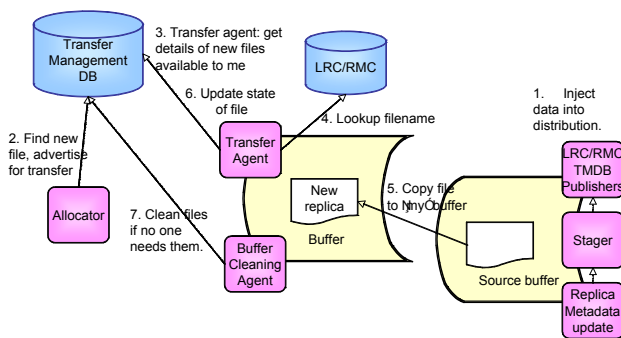 Transfer
Management
DB
3. Transfer agent: get
details of new files
available to me
LRC/RMC
6. Update state
of file
4. Lookup filename
1. Inject
data into
distribution.
2. Find new
file, advertise
for transfer
Transfer
Agent
LRC/RMC
TMDB
Publishers
Allocator
New
replica
5. Copy file
to buffer
7. Clean files
if no one
needs them.
Buffer
Buffer
Cleaning
Agent
Stager
Source buffer
Replica
Metadata
update